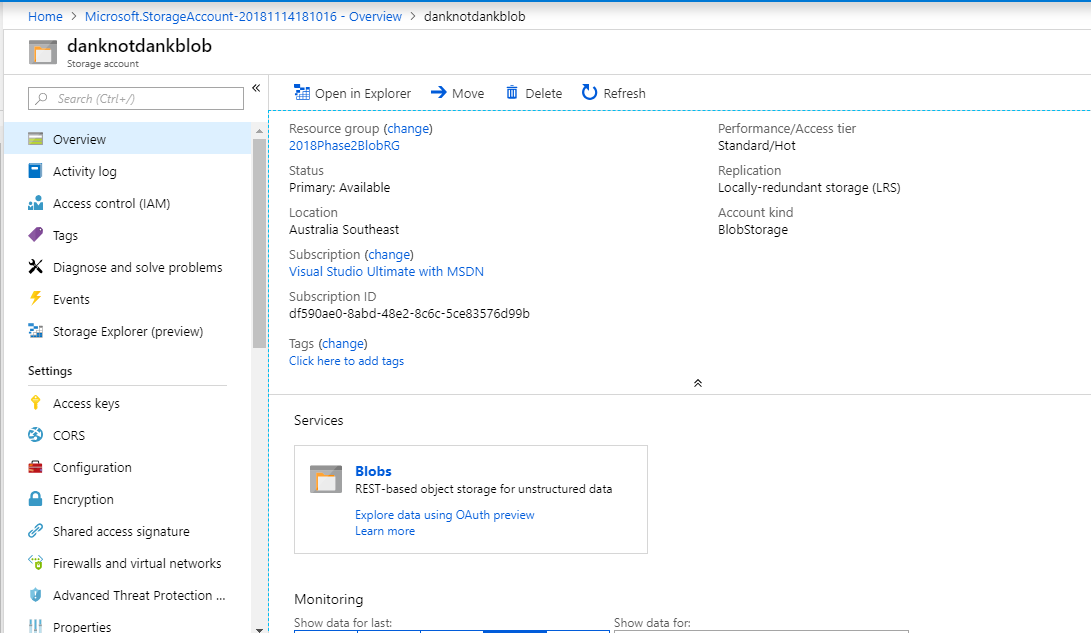 Home > Microsoft.StorageAccount-20181114181016 - Overview > danknotdankblob
danknotdankblob
Storage account
Search (Ctrl+/)
«
Overview
Activity log
Access control (IAM)
Tags
Diagnose and solve problems
Events
Storage Explorer (preview)
Settings
Access keys
CORS
Configuration
Encryption
Shared access signature
Firewalls and virtual networks
Advanced Threat Protection ...
Properties
Open in Explorer Move Delete Refresh
Resource group (change)
2018Phase2BlobRG
Status
Primary: Available
Location
Australia Southeast
Subscription (change)
Visual Studio Ultimate with MSDN
Subscription ID
df590ae0-8abd-48e2-8c6c-5ce83576d99b
Tags (change)
Click here to add tags
Performance/Access tier
Standard/Hot
Replication
Locally-redundant storage (LRS)
Account kind
BlobStorage
Services
Blobs
REST-based object storage for unstructured data
Explore data using OAuth preview
Learn more
Monitoring
Show data for last: Show data for: